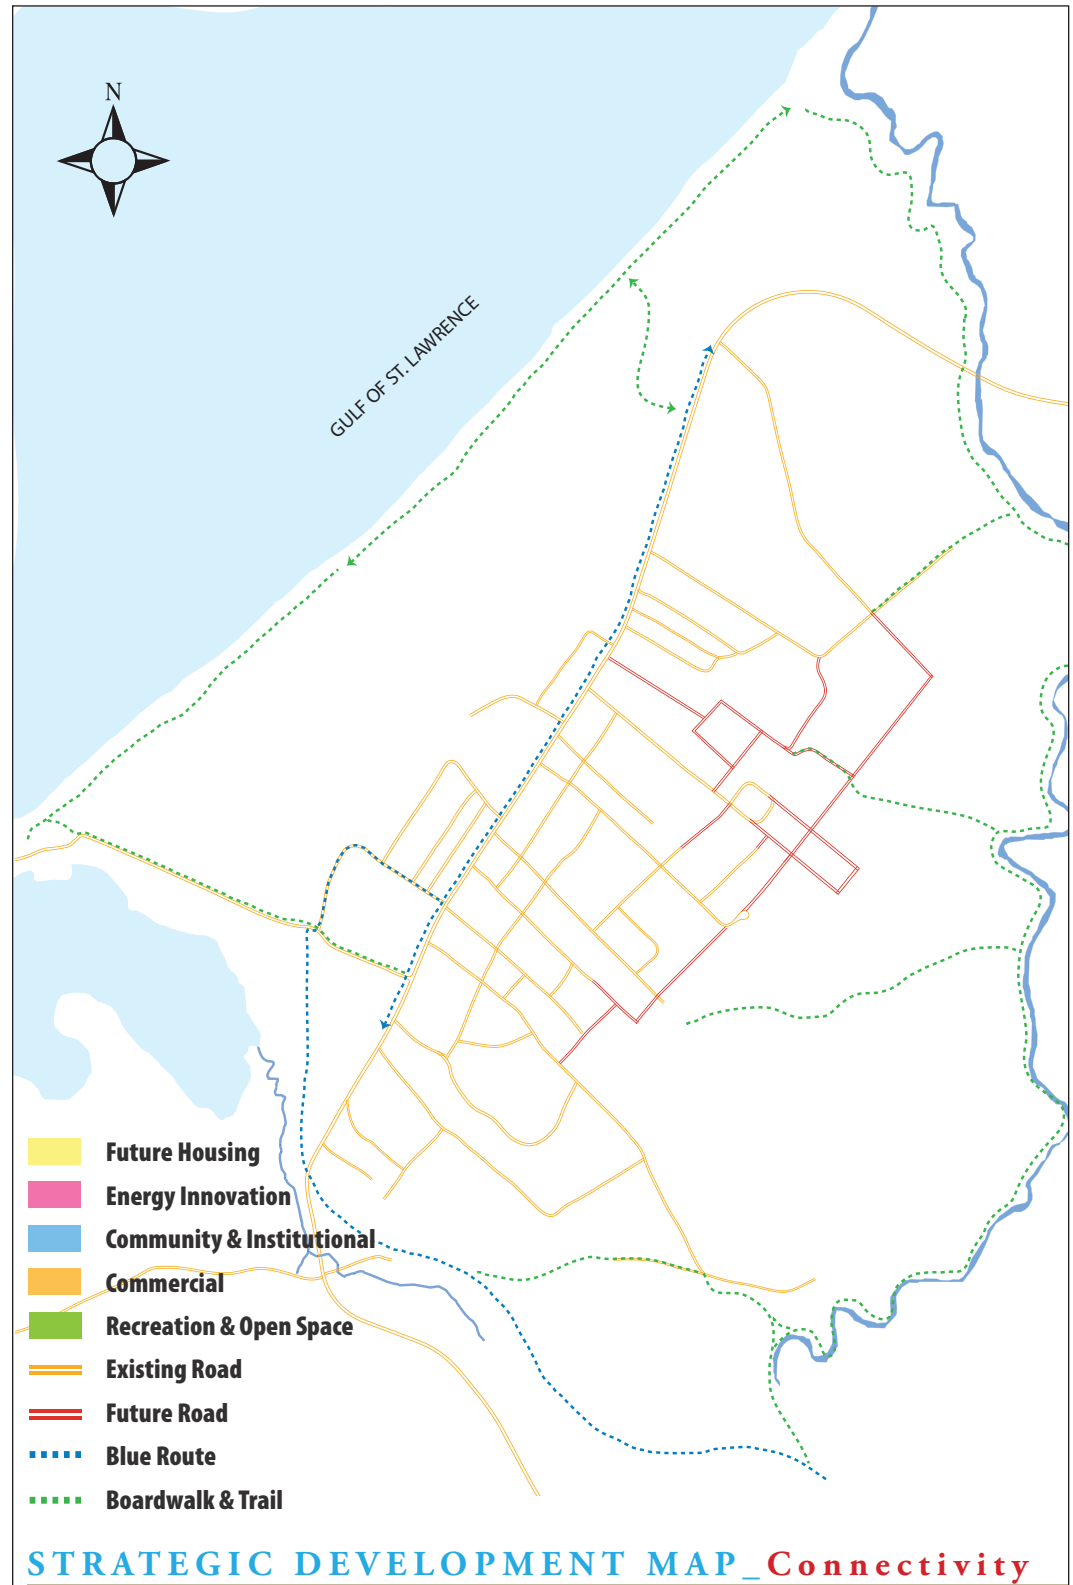 N
GULF OF ST. LAWRENCE
Future Housing
Energy Innovation
Community & Institutional
Commercial
Recreation & Open Space
Existing Road
Future Road
Blue Route
Boardwalk & Trail
STRATEGIC DEVELOPMENT MAP_Connectivity